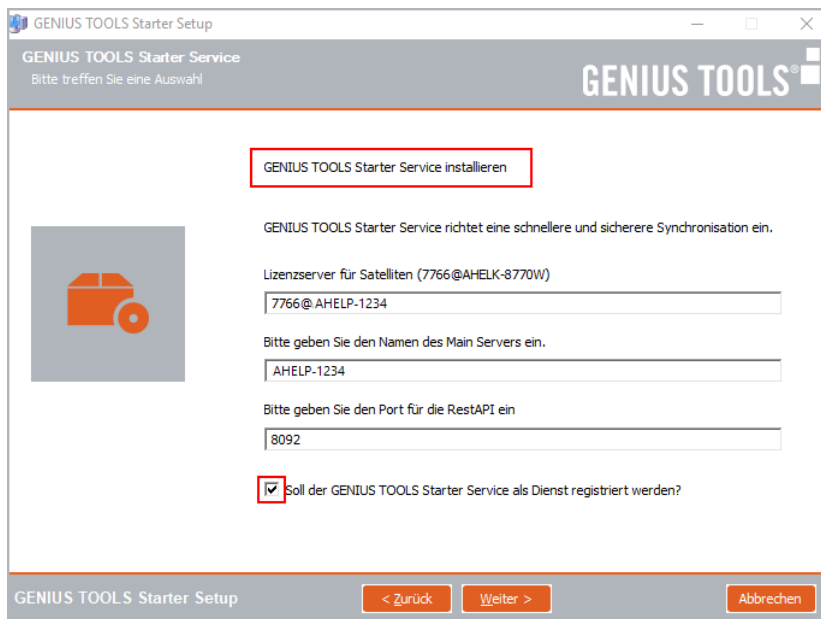 GENIUS TOOLS Starter Setup
GENIUS TOOLS Starter Service
Bitte treffen Sie eine Auswahl
GENIUS TOOLS®
GENIUS TOOLS Starter Service installieren
GENIUS TOOLS Starter Service richtet eine schnellere und sicherere Synchronisation ein.
Lizenzserver für Satelliten (7766@AHELK-8770W)
7766@AHELP-1234
Bitte geben Sie den Namen des Main Servers ein.
AHELP-1234
Bitte geben Sie den Port für die RestAPI ein
8092
Soll der GENIUS TOOLS Starter Service als Dienst registriert werden?
GENIUS TOOLS Starter Setup
< Zurück
Weiter >
Abbrechen